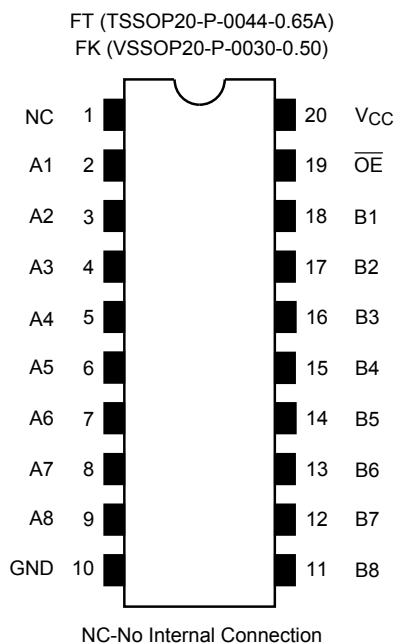 FT (TSSOP20-P-0044-0.65A)
FK (VSSOP20-P-0030-0.50)
NC 1 20 VCC
A1 2 19 OE
A2 3 18 B1
A3 4 17 B2
A4 5 16 B3
A5 6 15 B4
A6 7 14 B5
A7 8 13 B6
A8 9 12 B7
GND 10 11 B8
NC-No Internal Connection